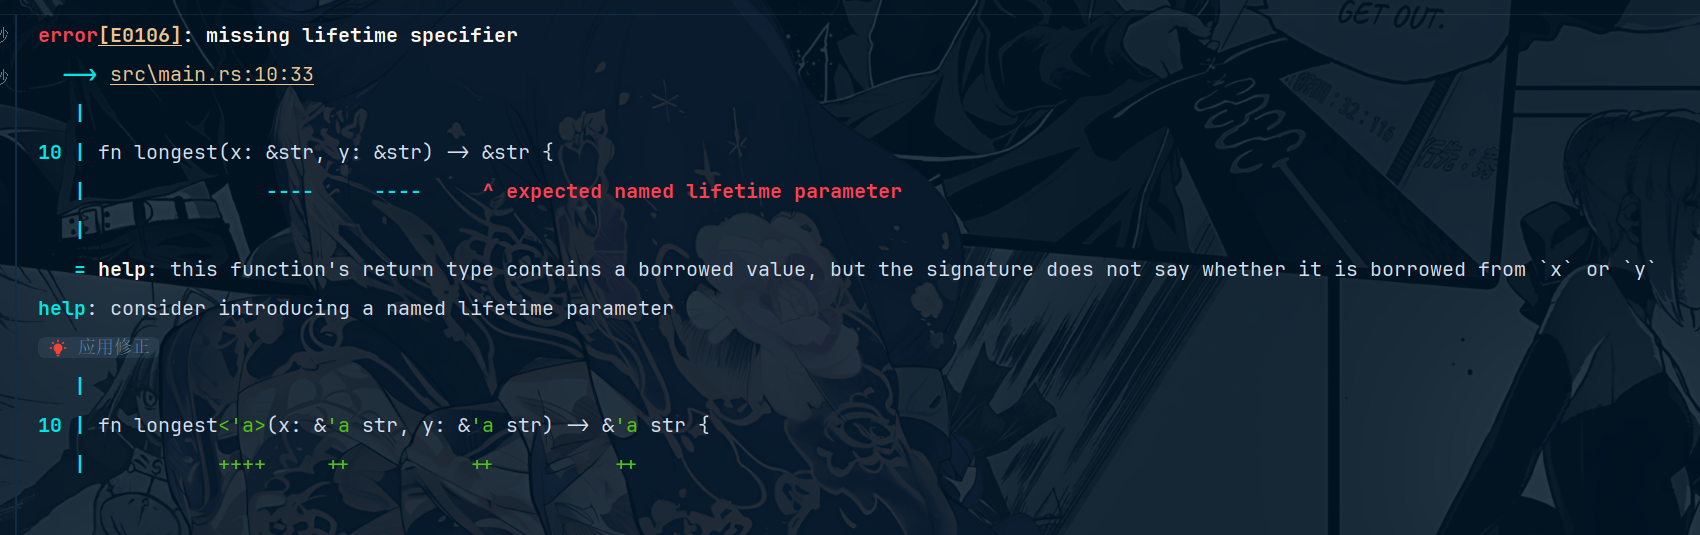 GET OUT.
error[E0106]: missing lifetime specifier
--> src\main.rs:10:33
|
10 | fn longest(x: &str, y: &str) -> &str {
| ---- ---- ^ expected named lifetime parameter
|
= help: this function's return type contains a borrowed value, but the signature does not say whether it is borrowed from `x` or `y`
help: consider introducing a named lifetime parameter
应用修正
|
10 | fn longest<'a>(x: &'a str, y: &'a str) -> &'a str {
| ++++ ++ ++ ++